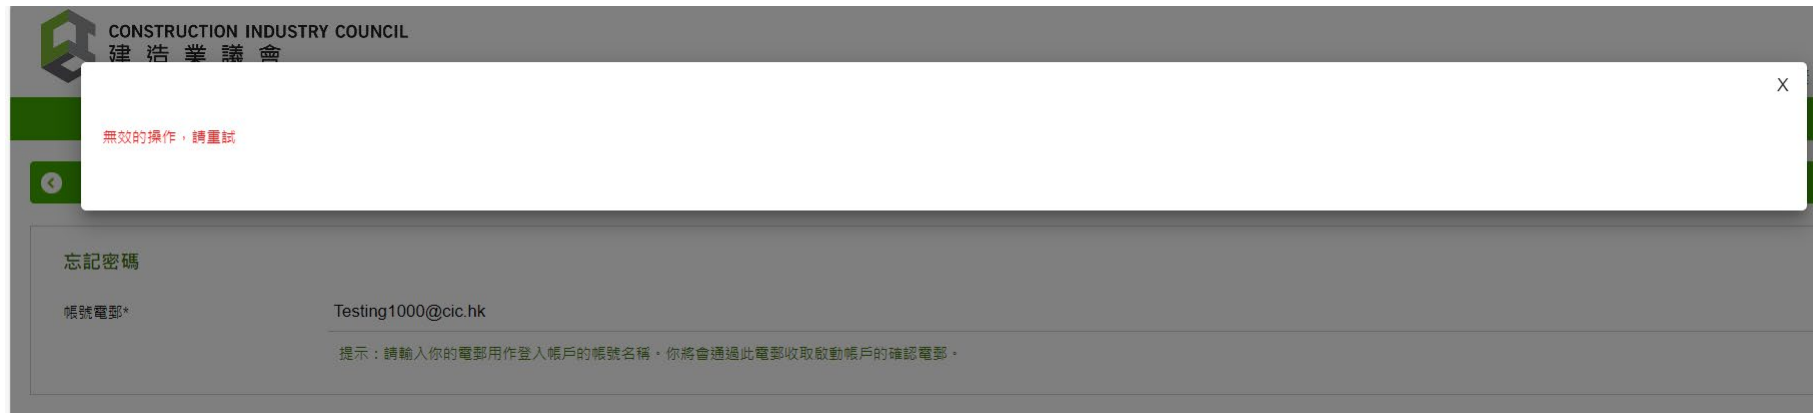 CONSTRUCTION INDUSTRY COUNCIL
建造業議會
X
無效的操作，請重試
忘記密碼
帳號電郵*
Testing1000@cic.hk
提示：請輸入你的電郵用作登入帳戶的帳號名稱。你將會通過此電郵收取啟動帳戶的確認電郵。